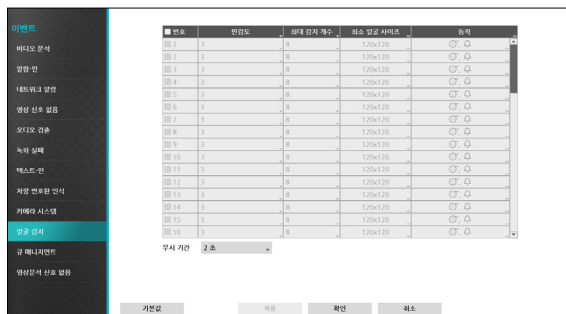 이벤트
비디오 분석
알람-인
네트워크 알람
영상 신호 없음
오디오 검출
녹화 실패
텍스트-인
차량 번호판 인식
카메라 시스템
얼굴 감지
큐 매니지먼트
영상분석 신호 없음
번호 민감도 최대 감지 개수 최소 얼굴 사이즈 동작
1 3 8 120x120
2 3 8 120x120
3 3 8 120x120
4 3 8 120x120
5 3 8 120x120
6 3 8 120x120
7 3 8 120x120
8 3 8 120x120
9 3 8 120x120
10 3 8 120x120
11 3 8 120x120
12 3 8 120x120
13 3 8 120x120
14 3 8 120x120
15 3 8 120x120
16 3 8 120x120
무시 기간 2 초
기본값 적용 확인 취소